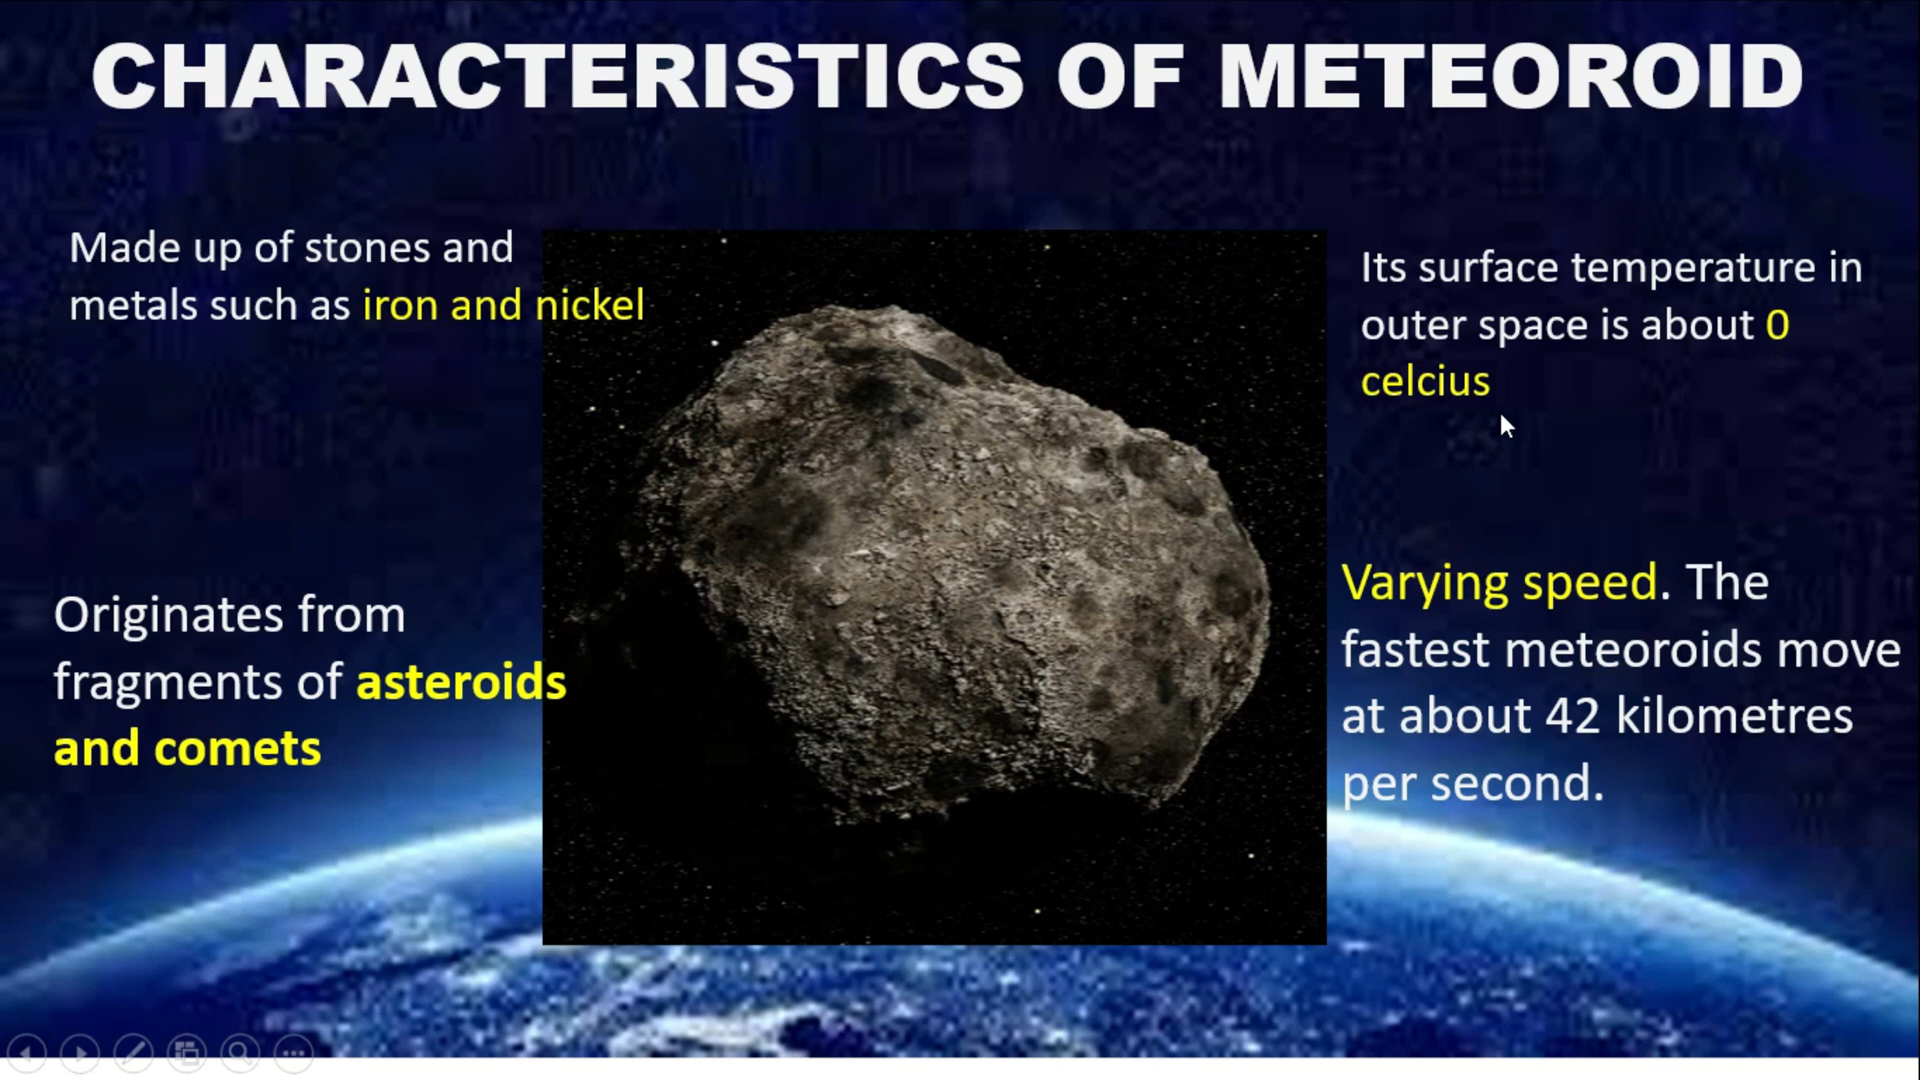 CHARACTERISTICS OF METEOROID
Made up of stones and
metals such as iron and nickel
Its surface temperature in
outer space is about 0
celcius
Originates from
fragments of asteroids
and comets
Varying speed. The
fastest meteoroids move
at about 42 kilometres
per second.